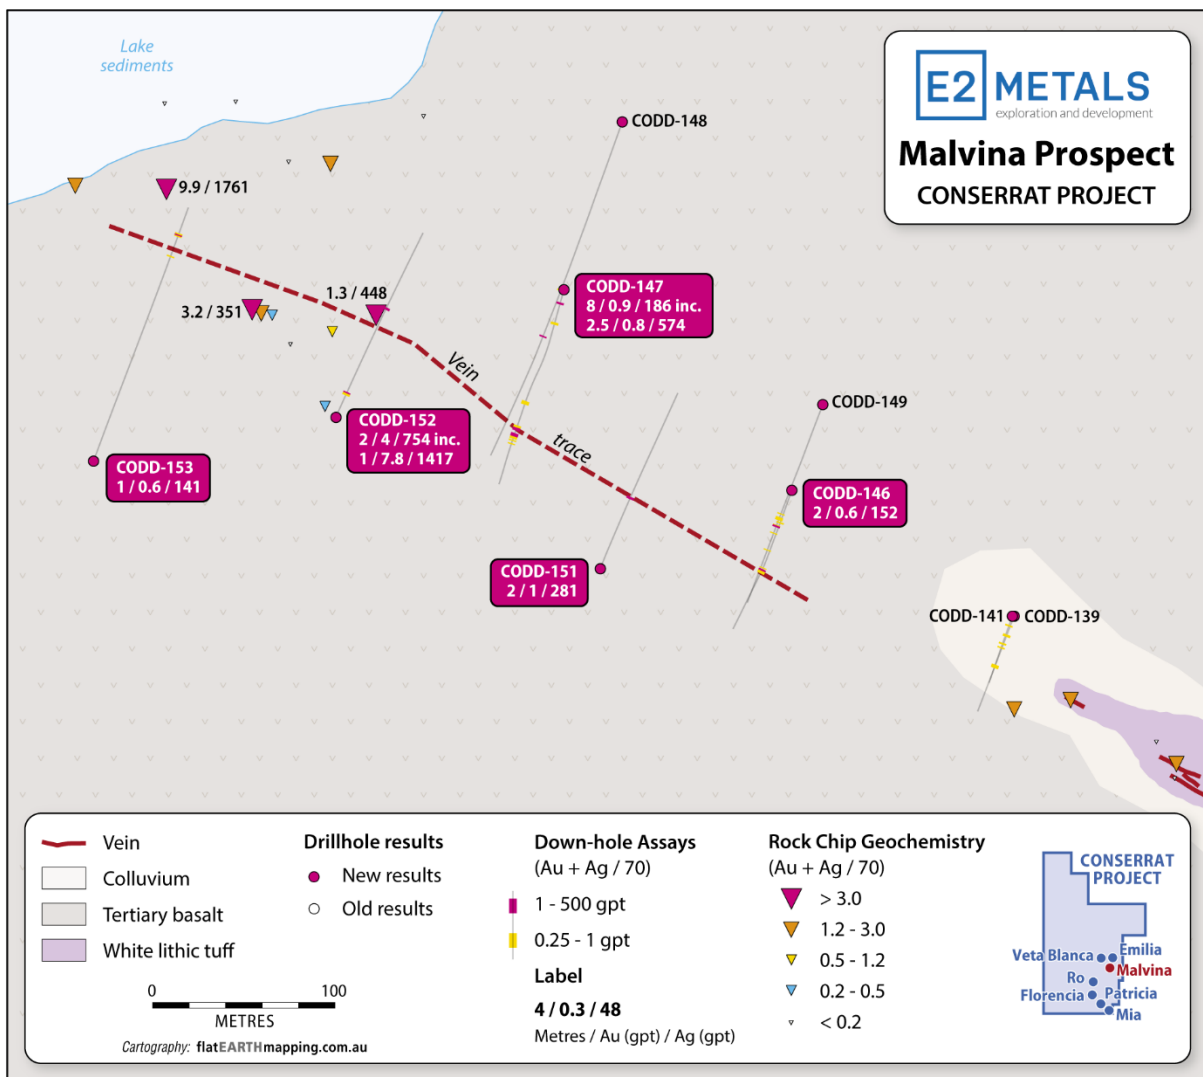 Lake
sediments
E2 METALS
exploration and development
Malvina Prospect
CONSERRAT PROJECT
CODD-148
9.9 / 1761
CODD-147
8 / 0.9 / 186 inc.
2.5 / 0.8 / 574
1.3 / 448
3.2 / 351
Vein
trace
CODD-149
CODD-152
2 / 4 / 754 inc.
1 / 7.8 / 1417
CODD-153
1 / 0.6 / 141
CODD-146
2 / 0.6 / 152
CODD-151
2 / 1 / 281
CODD-141
CODD-139
Vein
Colluvium
Tertiary basalt
White lithic tuff
0 100
METRES
Cartography: flatEARTHmapping.com.au
Drillhole results
New results
Old results
Down-hole Assays
(Au + Ag / 70)
1 - 500 gpt
0.25 - 1 gpt
Label
4 / 0.3 / 48
Metres / Au (gpt) / Ag (gpt)
Rock Chip Geochemistry
(Au + Ag / 70)
> 3.0
1.2 - 3.0
0.5 - 1.2
0.2 - 0.5
< 0.2
CONSERRAT
PROJECT
Veta Blanca
Emilia
Malvina
Ro
Florencia
Patricia
Mia